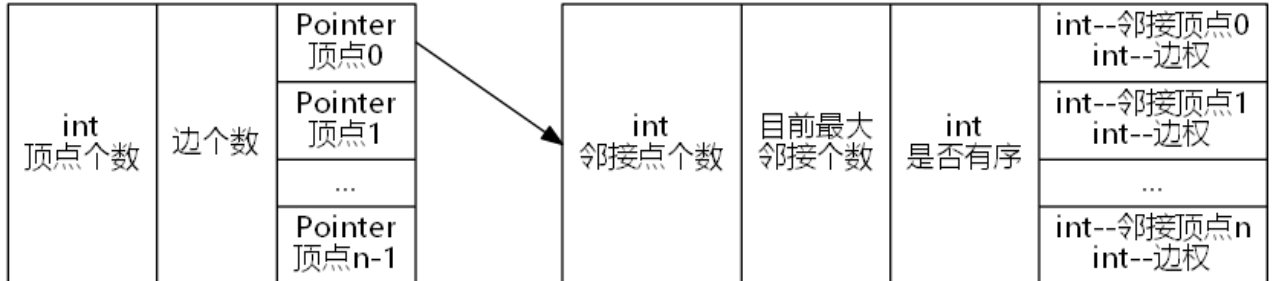 int
顶点个数
边个数
Pointer
顶点0
Pointer
顶点1
...
Pointer
顶点n-1
int
邻接点个数
目前最大
邻接个数
int
是否有序
int--邻接顶点0
int--边权
int--邻接顶点1
int--边权
...
int--邻接顶点n
int--边权